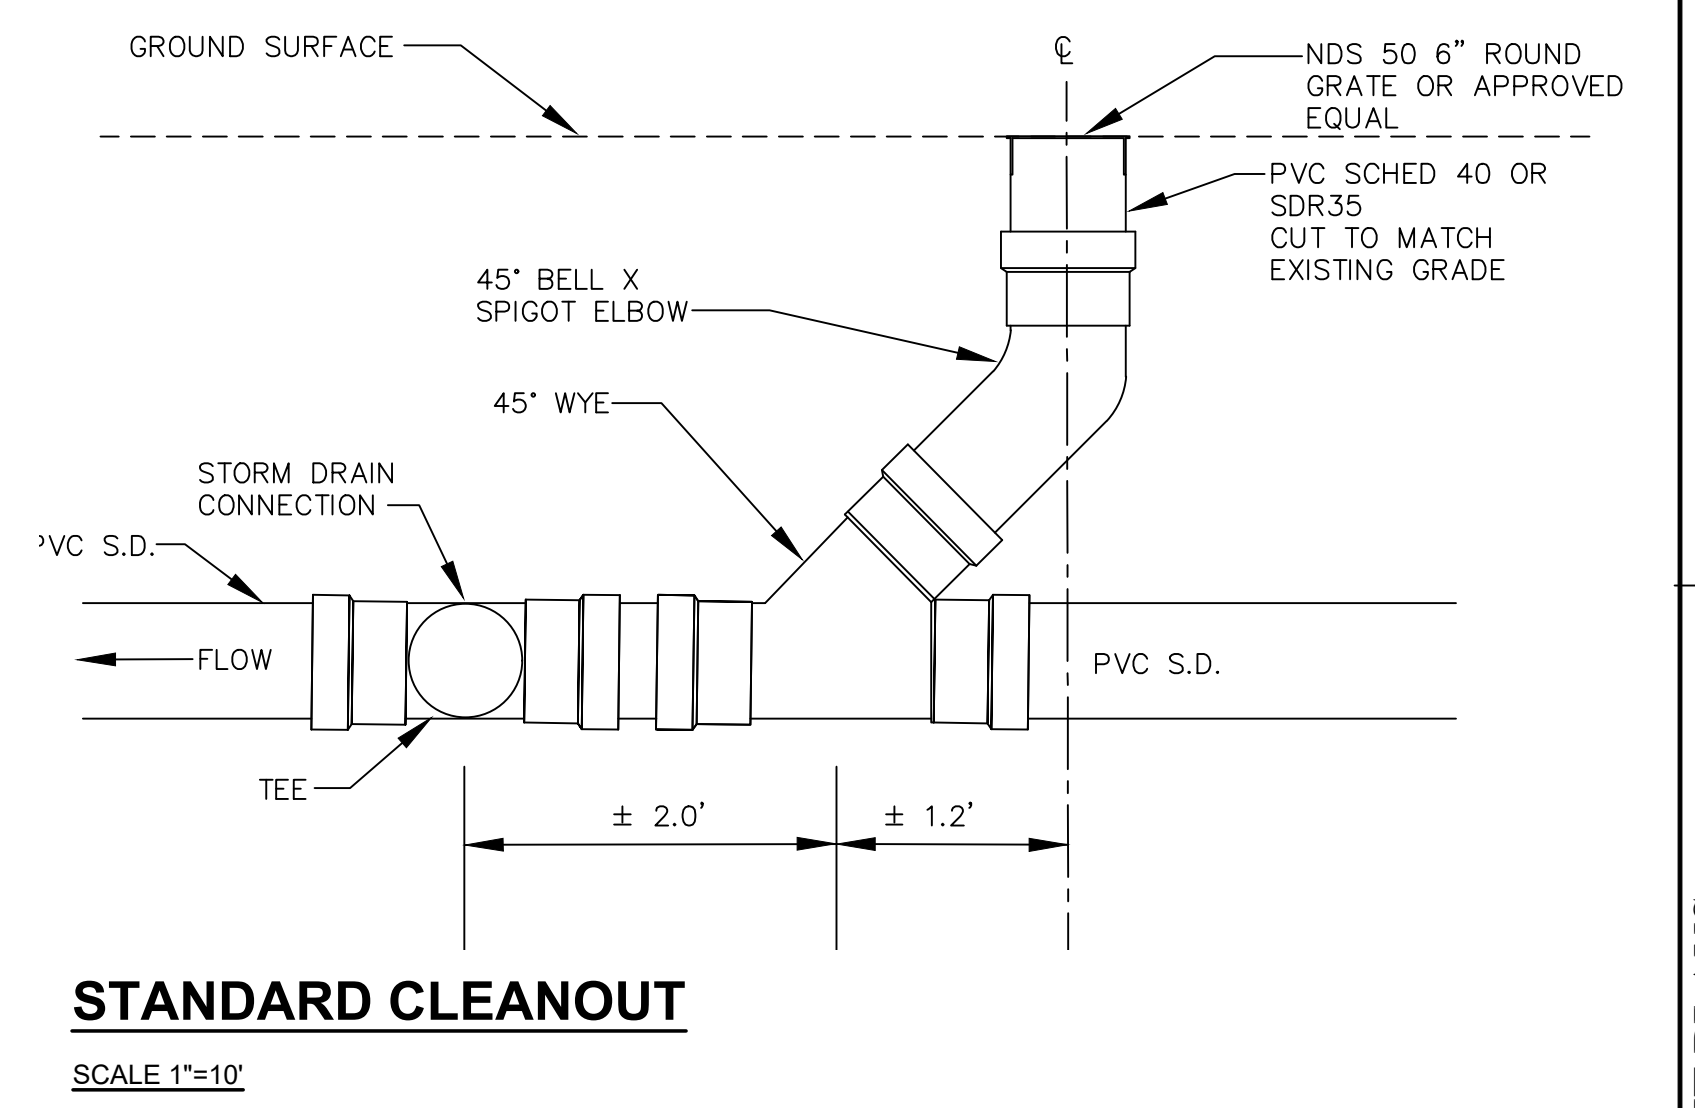 GROUND SURFACE
℄
NDS 50 6” ROUND
GRATE OR APPROVED
EQUAL
PVC SCHED 40 OR
SDR35
CUT TO MATCH
EXISTING GRADE
45° BELL X
SPIGOT ELBOW
45° WYE
STORM DRAIN
CONNECTION
PVC S.D.
FLOW
PVC S.D.
TEE
± 2.0’
± 1.2’
STANDARD CLEANOUT
SCALE 1"=10'